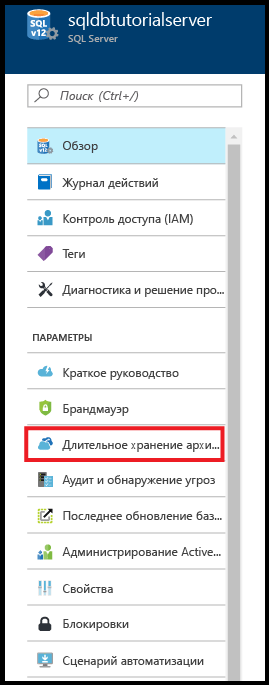 SQL
v12
sqldbtutorialserver
SQL Server
Поиск (Ctrl+/)
Обзор
Журнал действий
Контроль доступа (IAM)
Теги
Диагностика и решение про...
ПАРАМЕТРЫ
Краткое руководство
Брандмауэр
Длительное хранение архи...
Аудит и обнаружение угроз
Последнее обновление баз...
Администрирование Active...
Свойства
Блокировки
Сценарий автоматизации